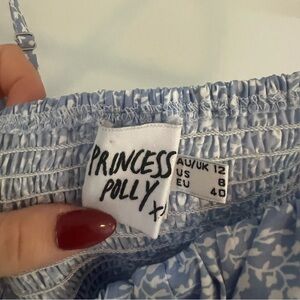 PRINCESS
POLLY
x
AU/UK 12
US 8
EU 40